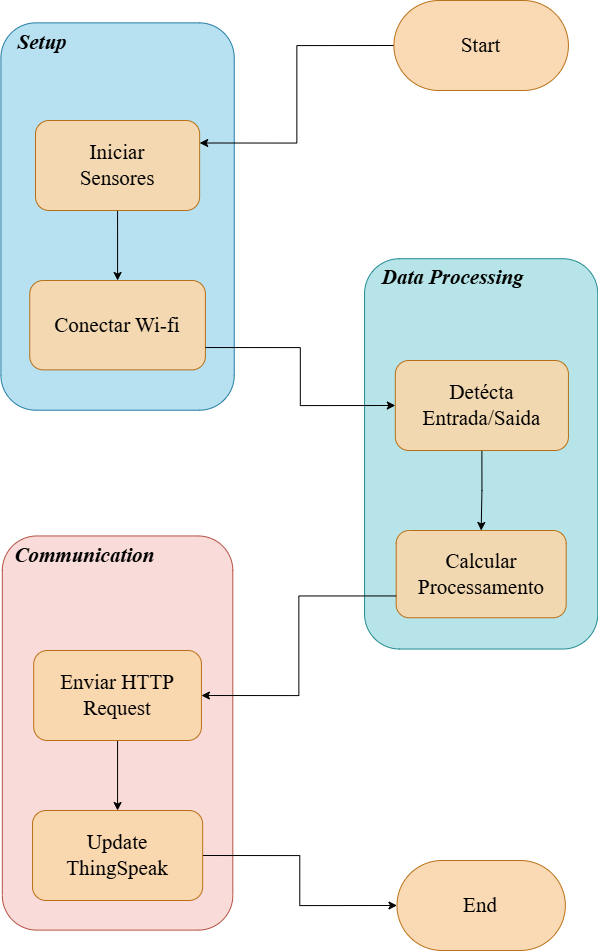 Start
Setup
Iniciar
Sensores
Conectar Wi-fi
Data Processing
Detécta
Entrada/Saida
Calcular
Processamento
Communication
Enviar HTTP
Request
Update
ThingSpeak
End